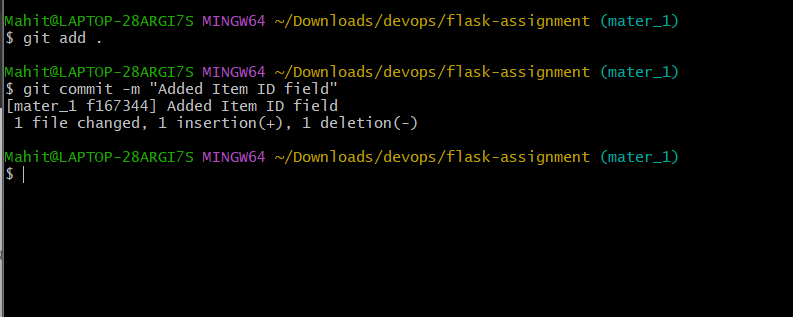 Mahit@LAPTOP-28ARGI7S MINGW64 ~/Downloads/devops/flask-assignment (mater_1)
$ git add .
Mahit@LAPTOP-28ARGI7S MINGW64 ~/Downloads/devops/flask-assignment (mater_1)
$ git commit -m "Added Item ID field"
[mater_1 f167344] Added Item ID field
 1 file changed, 1 insertion(+), 1 deletion(-)
Mahit@LAPTOP-28ARGI7S MINGW64 ~/Downloads/devops/flask-assignment (mater_1)
$